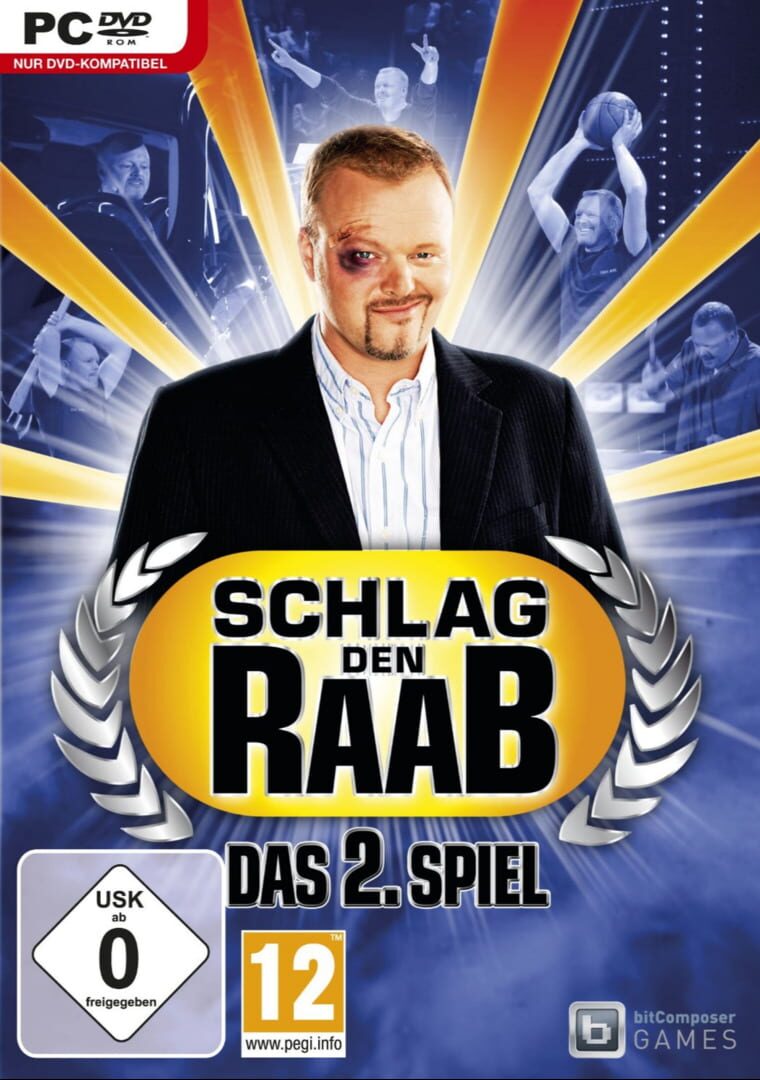 PC DVD
ROM
NUR DVD-KOMPATIBEL
SCHLAG
DEN
RAAB
DAS 2. SPIEL
USK
ab
0
freigegeben
12™
www.pegi.info
b bitComposer
GAMES